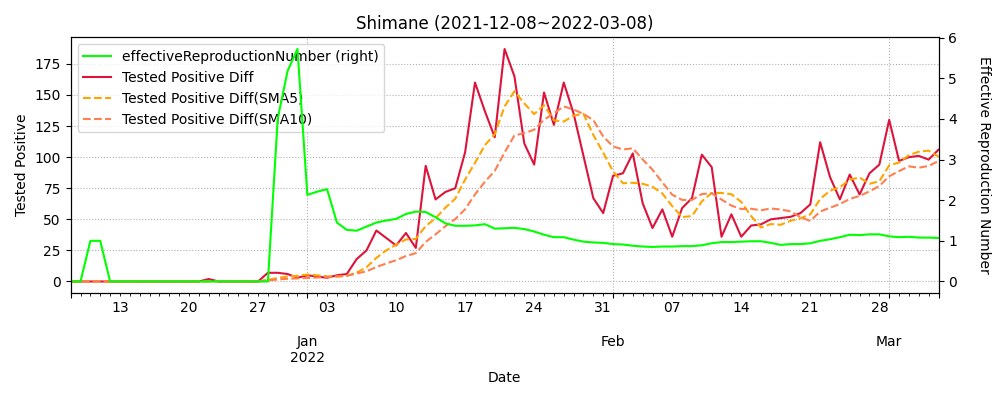 Shimane (2021-12-08~2022-03-08)
effectiveReproductionNumber (right)
Tested Positive Diff
Tested Positive Diff(SMA5)
Tested Positive Diff(SMA10)
Tested Positive
175
150
125
100
75
50
25
0
6
5
4
3
2
1
0
Effective Reproduction Number
13 20 27 03 10 17 24 31 07 14 21 28
Jan Feb Mar
2022
Date